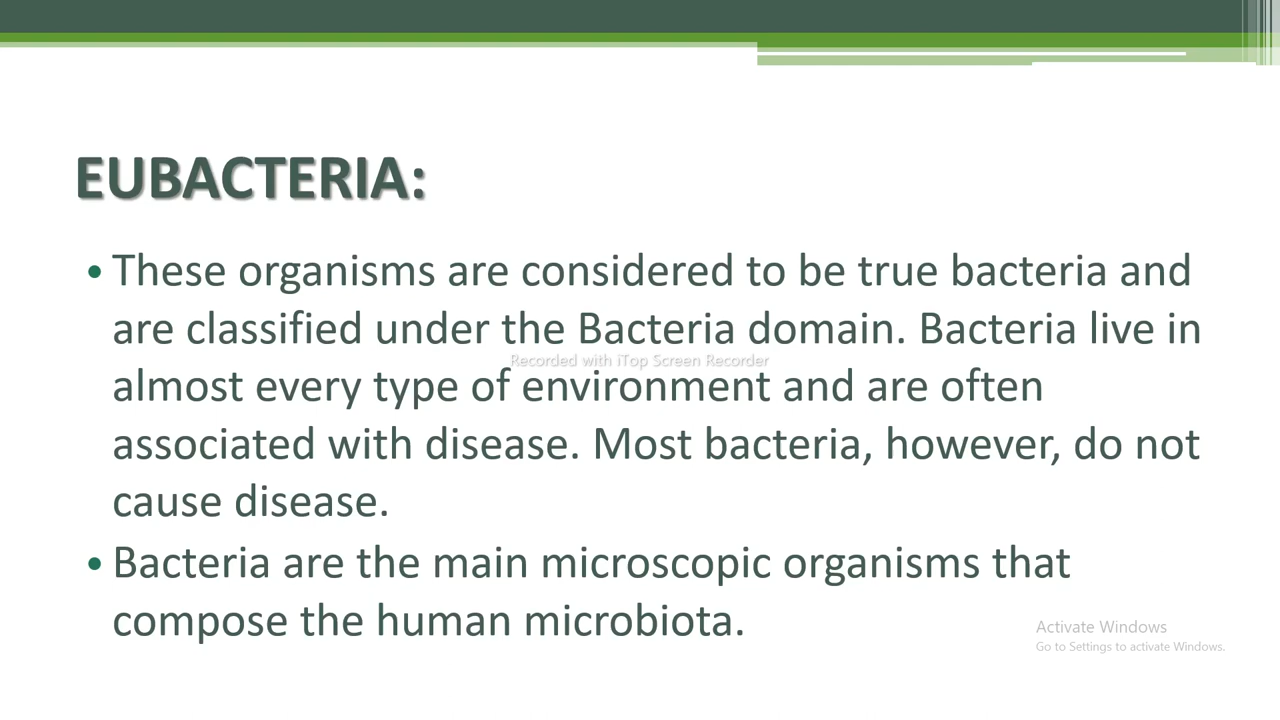 EUBACTERIA:
• These organisms are considered to be true bacteria and
are classified under the Bacteria domain. Bacteria live in
Recorded with iTop Screen Recorder
almost every type of environment and are often
associated with disease. Most bacteria, however, do not
cause disease.
• Bacteria are the main microscopic organisms that
compose the human microbiota.
Activate Windows
Go to Settings to activate Windows.